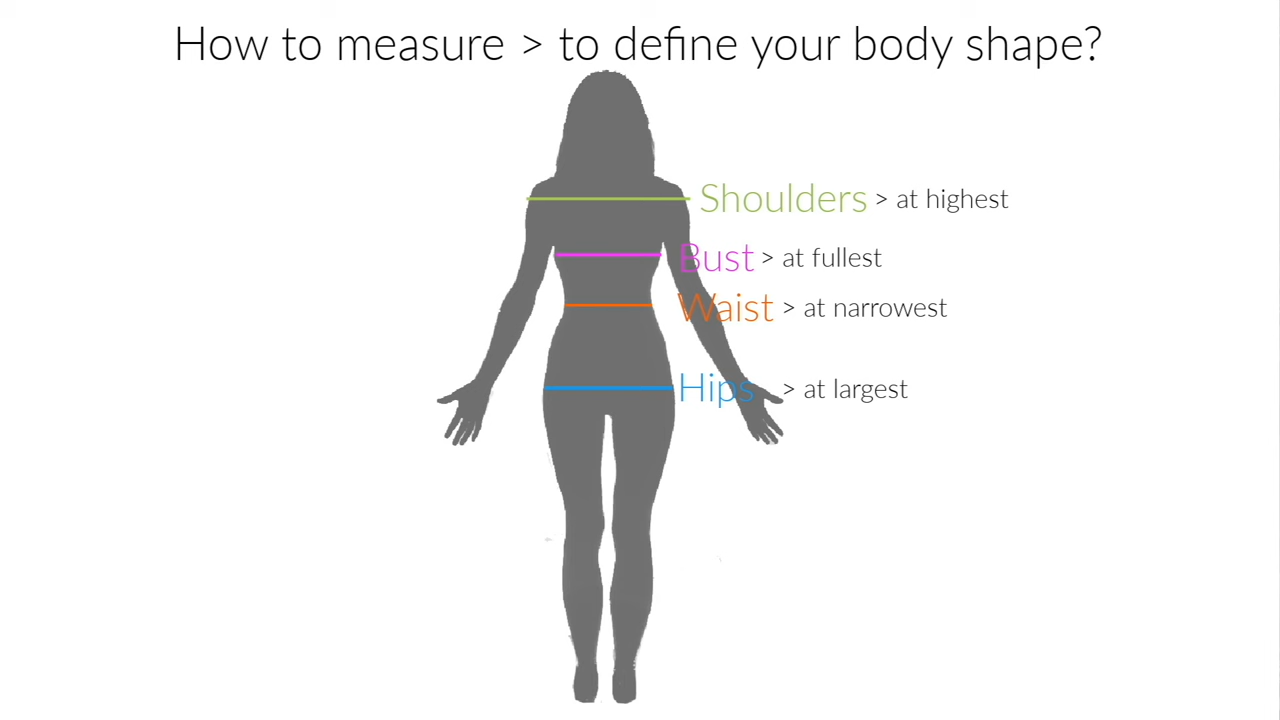 How to measure > to define your body shape?
Shoulders > at highest
Bust > at fullest
Waist > at narrowest
Hips > at largest